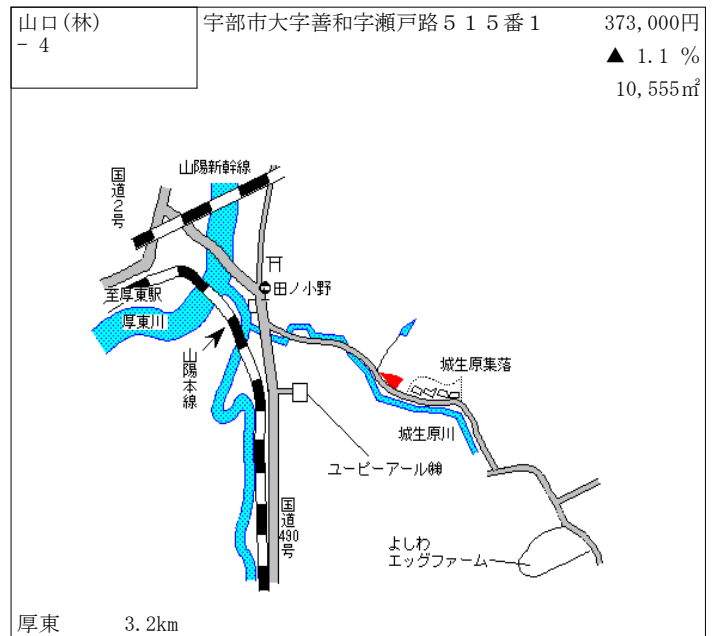 山口(林)
- 4
宇部市大字善和字瀬戸路５１５番１
373,000円
▲ 1.1 %
10,555㎡
山陽新幹線
国道2号
田ノ小野
至厚東駅
厚東川
山陽本線
城生原集落
城生原川
ユーピーアール㈱
国道490号
よしわ
エッグファーム
厚東 3.2km